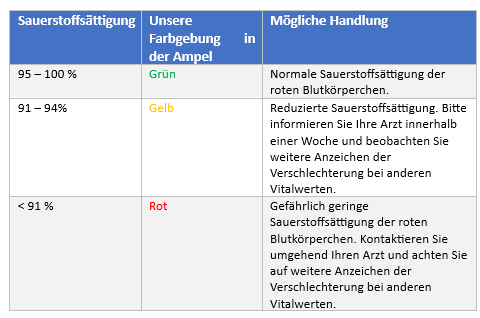 Sauerstoffsättigung
Unsere
Farbgebung in
der Ampel
Mögliche Handlung
95 – 100 %
Grün
Normale Sauerstoffsättigung der
roten Blutkörperchen.
91 – 94%
Gelb
Reduzierte Sauerstoffsättigung. Bitte
informieren Sie Ihre Arzt innerhalb
einer Woche und beobachten Sie
weitere Anzeichen der
Verschlechterung bei anderen
Vitalwerten.
< 91 %
Rot
Gefährlich geringe
Sauerstoffsättigung der roten
Blutkörperchen. Kontaktieren Sie
umgehend Ihren Arzt und achten Sie
auf weitere Anzeichen der
Verschlechterung bei anderen
Vitalwerten.